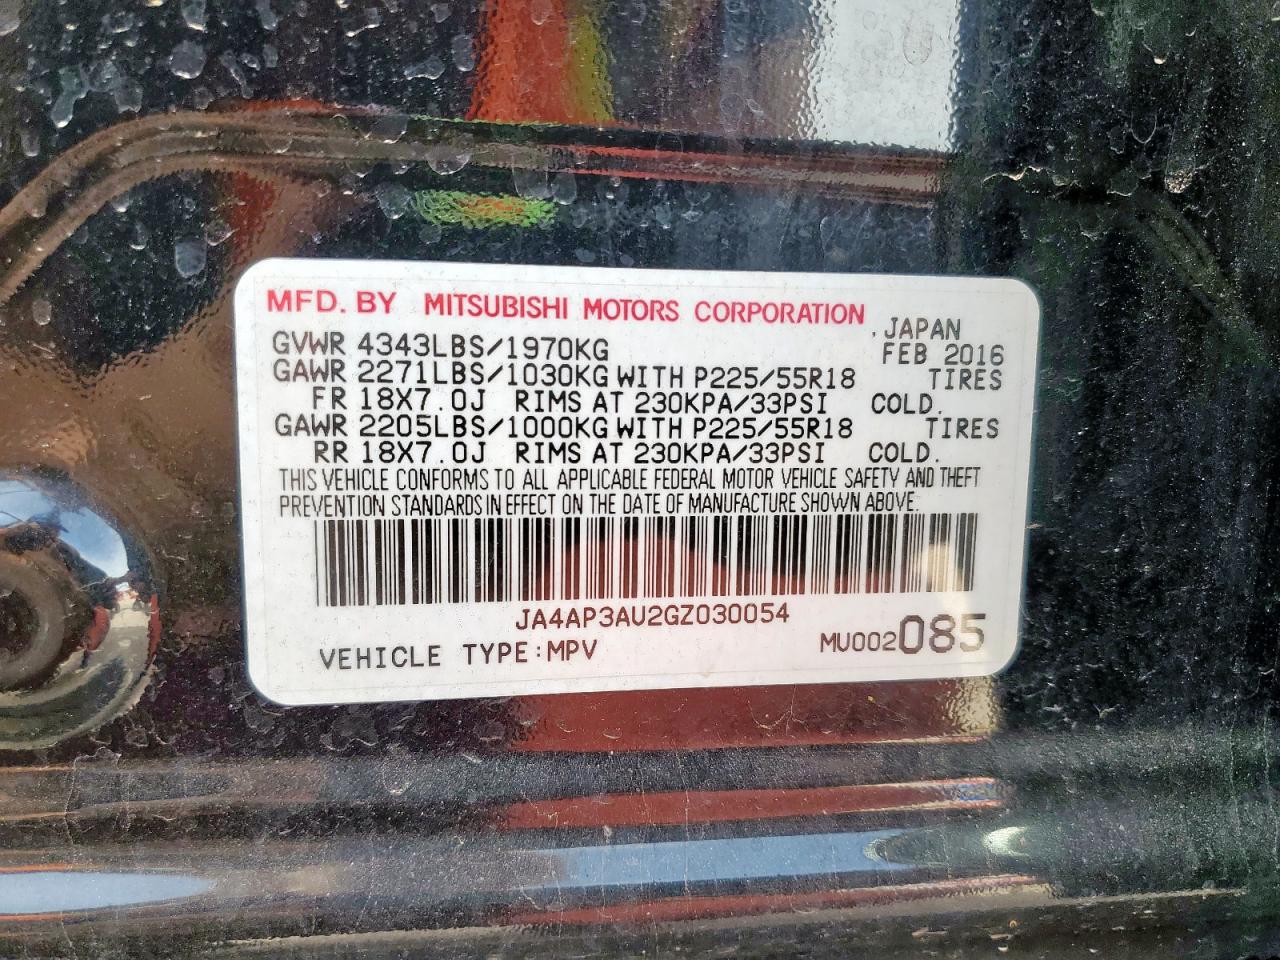 MFD. BY MITSUBISHI MOTORS CORPORATION , JAPAN
GVWR 4343LBS/1970KG FEB 2016
GAWR 2271LBS/1030KG WITH P225/55R18 TIRES
FR 18X7.0J RIMS AT 230KPA/33PSI COLD.
GAWR 2205LBS/1000KG WITH P225/55R18 TIRES
RR 18X7.0J RIMS AT 230KPA/33PSI COLD.
THIS VEHICLE CONFORMS TO ALL APPLICABLE FEDERAL MOTOR VEHICLE SAFETY AND THEFT
PREVENTION STANDARDS IN EFFECT ON THE DATE OF MANUFACTURE SHOWN ABOVE.
JA4AP3AU2GZ030054
VEHICLE TYPE:MPV MU002085